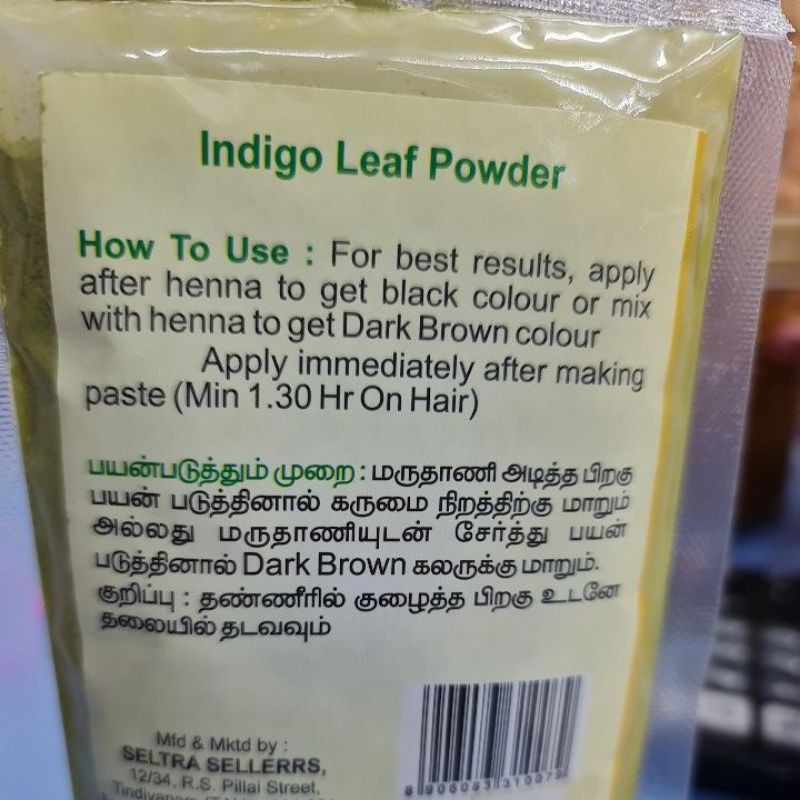 Indigo Leaf Powder
How To Use : For best results, apply
after henna to get black colour or mix
with henna to get Dark Brown colour
Apply immediately after making
paste (Min 1.30 Hr On Hair)
பயன்படுத்தும் முறை : மருதாணி அடித்த பிறகு
பயன் படுத்தினால் கருமை நிறத்திற்கு மாறும்
அல்லது மருதாணியுடன் சேர்த்து பயன்
படுத்தினால் Dark Brown கலருக்கு மாறும்.
குறிப்பு : தண்ணீரில் குழைத்த பிறகு உடனே
தலையில் தடவவும்
Mfd & Mktd by :
SELTRA SELLERRS,
12/34, R.S. Pillai Street,
Tindivanam